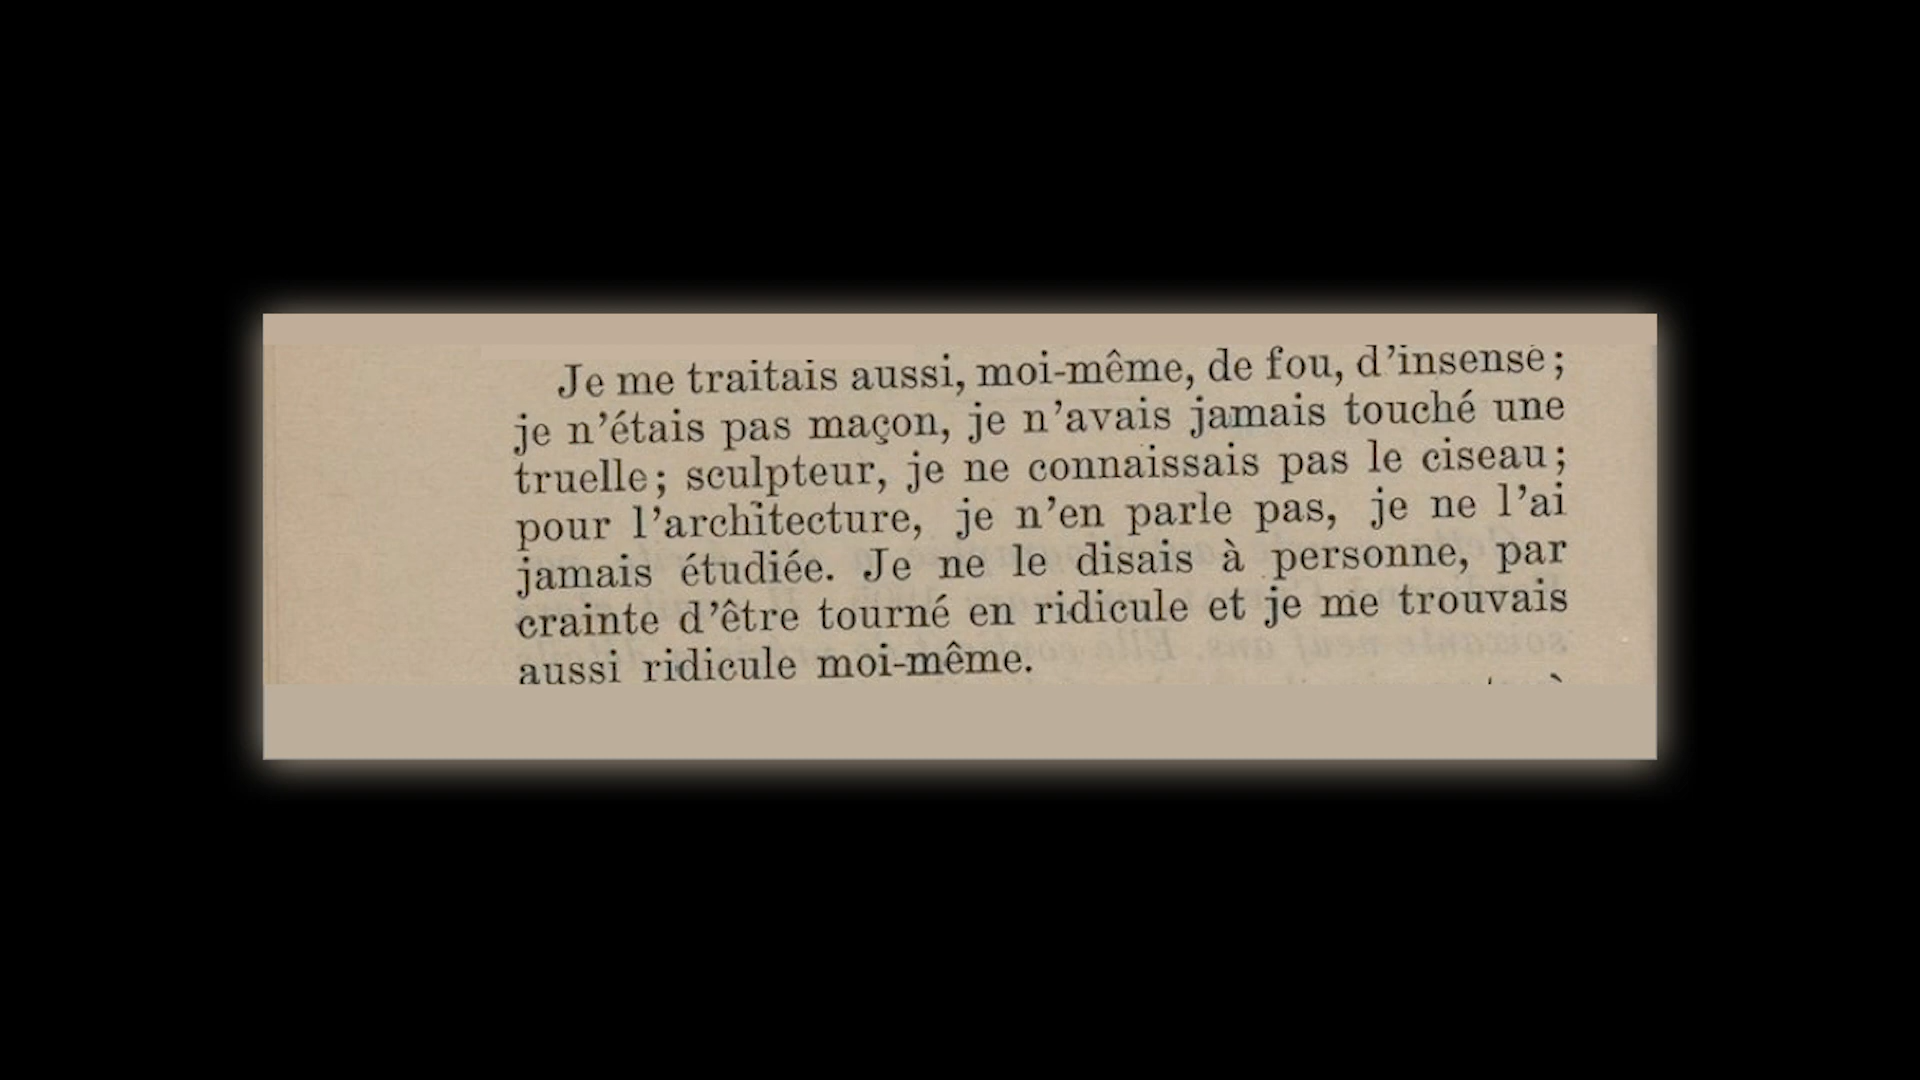 Je me traitais aussi, moi-même, de fou, d'insensé;
je n'étais pas maçon, je n'avais jamais touché une
truelle; sculpteur, je ne connaissais pas le ciseau;
pour l'architecture, je n'en parle pas, je ne l'ai
jamais étudiée. Je ne le disais à personne, par
crainte d'être tourné en ridicule et je me trouvais
aussi ridicule moi-même.